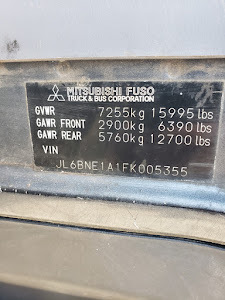 MITSUBISHI FUSO
TRUCK & BUS CORPORATION
GVWR 7255kg 15995 lbs
GAWR FRONT 2900kg 6390 lbs
GAWR REAR 5760kg 12700 lbs
VIN
JL6BNE1A1FK005355